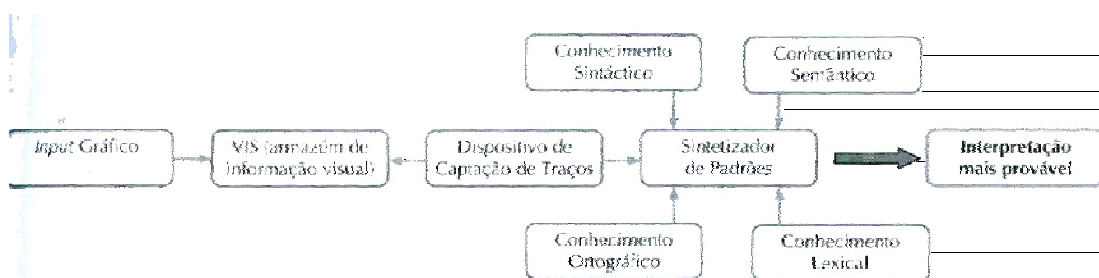 Conhecimento
Sintáctico
Conhecimento
Semântico
Input Gráfico
VIS (armazém de
informação visual)
Dispositivo de
Captação de Traços
Sintetizador
de Padrões
Interpretação
mais provável
Conhecimento
Ortográfico
Conhecimento
Lexical